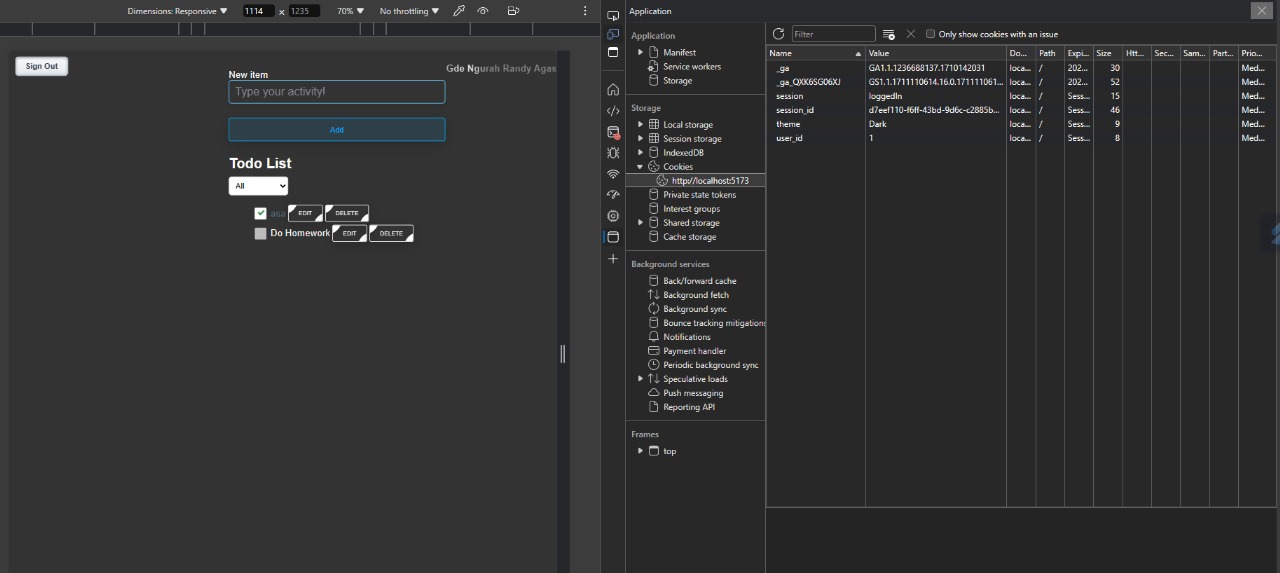 Dimensions: Responsive 1114 x 1235 70% No throttling
Sign Out
Gde Ngurah Randy Agas
New item
Type your activity!
Add
Todo List
All
asa EDIT DELETE
Do Homework EDIT DELETE
Application
Application
Manifest
Service workers
Storage
Storage
Local storage
Session storage
IndexedDB
Cookies
http://localhost:5173
Private state tokens
Interest groups
Shared storage
Cache storage
Background services
Back/forward cache
Background fetch
Background sync
Bounce tracking mitigations
Notifications
Payment handler
Periodic background sync
Speculative loads
Push messaging
Reporting API
Frames
top
Filter Only show cookies with an issue
Name Value Do... Path Expi... Size Htt... Sec... Sam... Part... Prio...
_ga GA1.1.1236688137.1710142031 loca... / 202... 30 Med...
_ga_QXK6SG06XJ GS1.1.1711110614.16.0.171111061... loca... / 202... 52 Med...
session loggedIn loca... / Sess... 15 Med...
session_id d7eef110-f6ff-43bd-9d6c-c2885b... loca... / Sess... 46 Med...
theme Dark loca... / Sess... 9 Med...
user_id 1 loca... / Sess... 8 Med...